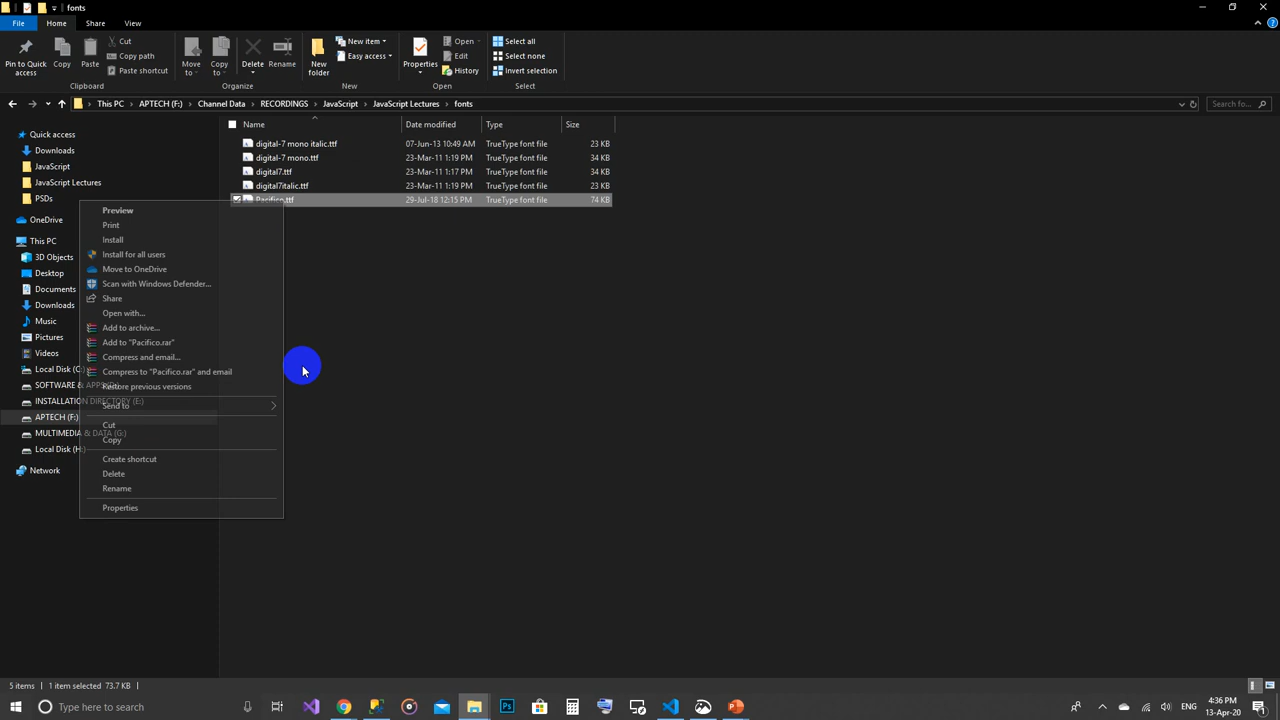 fonts
File Home Share View
Pin to Quick access
Copy
Paste
Cut
Copy path
Paste shortcut
Clipboard
Move to
Copy to
Delete
Rename
Organize
New folder
New item
Easy access
New
Properties
Open
Edit
History
Open
Select all
Select none
Invert selection
Select
This PC > APTECH (F:) > Channel Data > RECORDINGS > JavaScript > JavaScript Lectures > fonts
Search fo...
Name Date modified Type Size
digital-7 mono italic.ttf 07-Jun-13 10:49 AM TrueType font file 23 KB
digital-7 mono.ttf 23-Mar-11 1:19 PM TrueType font file 34 KB
digital7.ttf 23-Mar-11 1:17 PM TrueType font file 34 KB
digital7italic.ttf 23-Mar-11 1:19 PM TrueType font file 23 KB
Pacifico.ttf 29-Jul-18 12:15 PM TrueType font file 74 KB
Quick access
Downloads
JavaScript
JavaScript Lectures
PSDs
OneDrive
This PC
3D Objects
Desktop
Documents
Downloads
Music
Pictures
Videos
Local Disk (C:)
SOFTWARE & APPS (D:)
INSTALLATION DIRECTORY (E:)
APTECH (F:)
MULTIMEDIA & DATA (G:)
Local Disk (H:)
Network
Preview
Print
Install
Install for all users
Move to OneDrive
Scan with Windows Defender...
Share
Open with...
Add to archive...
Add to "Pacifico.rar"
Compress and email...
Compress to "Pacifico.rar" and email
Restore previous versions
Send to
Cut
Copy
Create shortcut
Delete
Rename
Properties
5 items 1 item selected 73.7 KB
Type here to search
Ps
ENG
4:36 PM
13-Apr-20